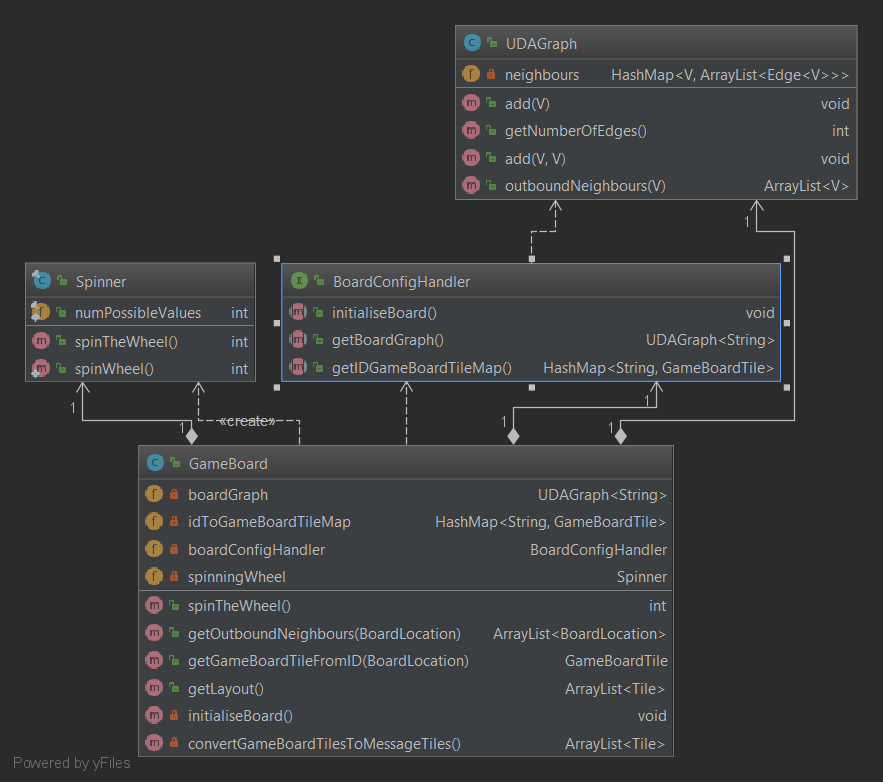 UDAGraph
neighbours HashMap<V, ArrayList<Edge<V>>>
add(V) void
getNumberOfEdges() int
add(V, V) void
outboundNeighbours(V) ArrayList<V>
1
Spinner
numPossibleValues int
spinTheWheel() int
spinWheel() int
BoardConfigHandler
initialiseBoard() void
getBoardGraph() UDAGraph<String>
getIDGameBoardTileMap() HashMap<String, GameBoardTile>
1
1
1
«create»
1
1
GameBoard
boardGraph UDAGraph<String>
idToGameBoardTileMap HashMap<String, GameBoardTile>
boardConfigHandler BoardConfigHandler
spinningWheel Spinner
spinTheWheel() int
getOutboundNeighbours(BoardLocation) ArrayList<BoardLocation>
getGameBoardTileFromID(BoardLocation) GameBoardTile
getLayout() ArrayList<Tile>
initialiseBoard() void
convertGameBoardTilesToMessageTiles() ArrayList<Tile>
Powered by yFiles